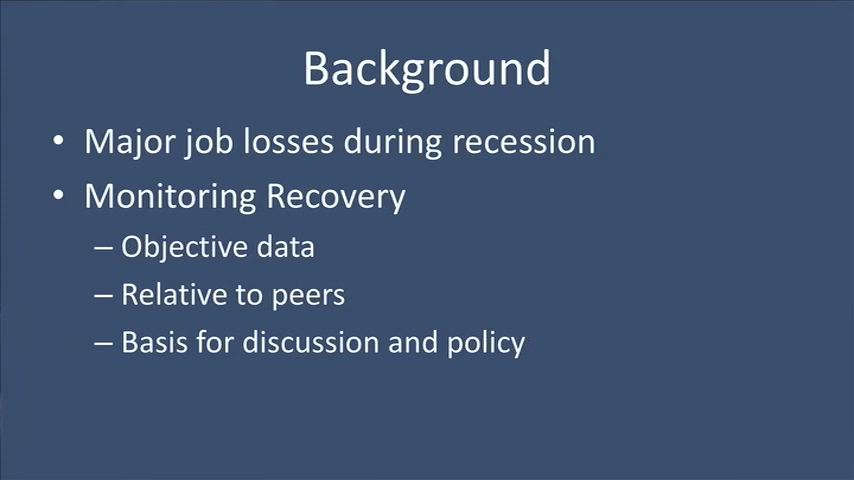 Background
• Major job losses during recession
• Monitoring Recovery
– Objective data
– Relative to peers
– Basis for discussion and policy